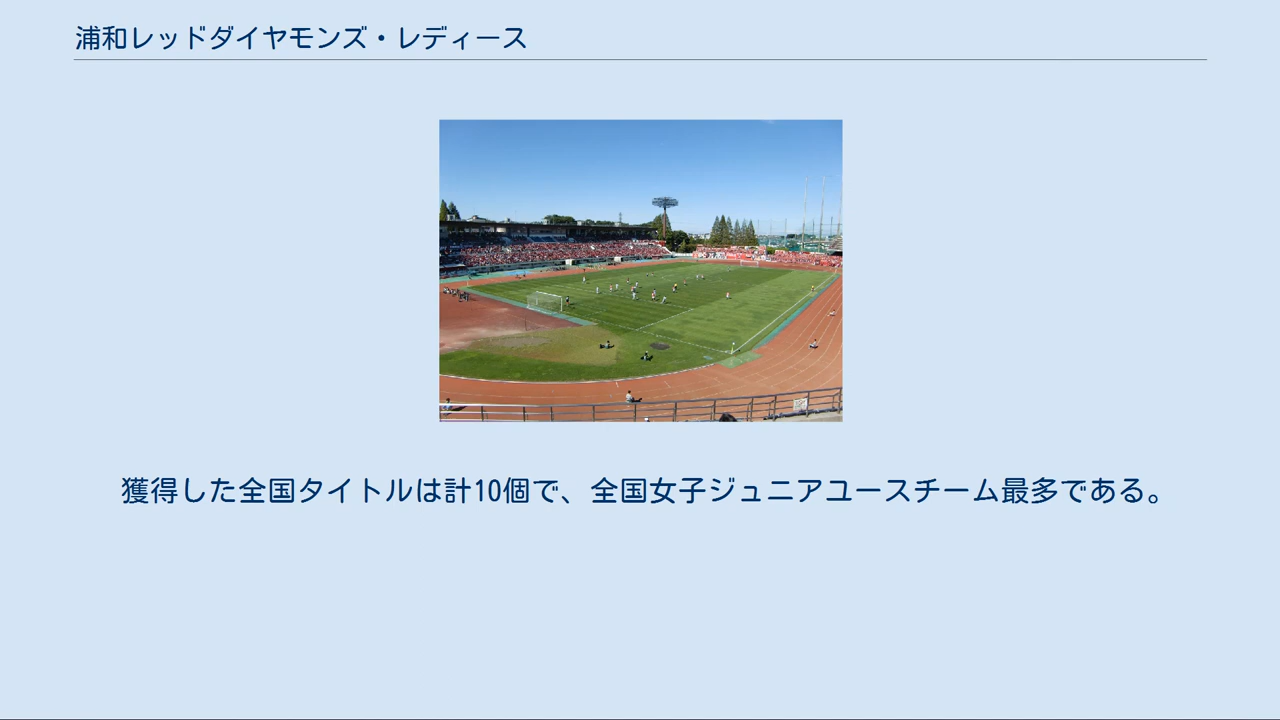 浦和レッドダイヤモンズ・レディース
獲得した全国タイトルは計10個で、全国女子ジュニアユースチーム最多である。